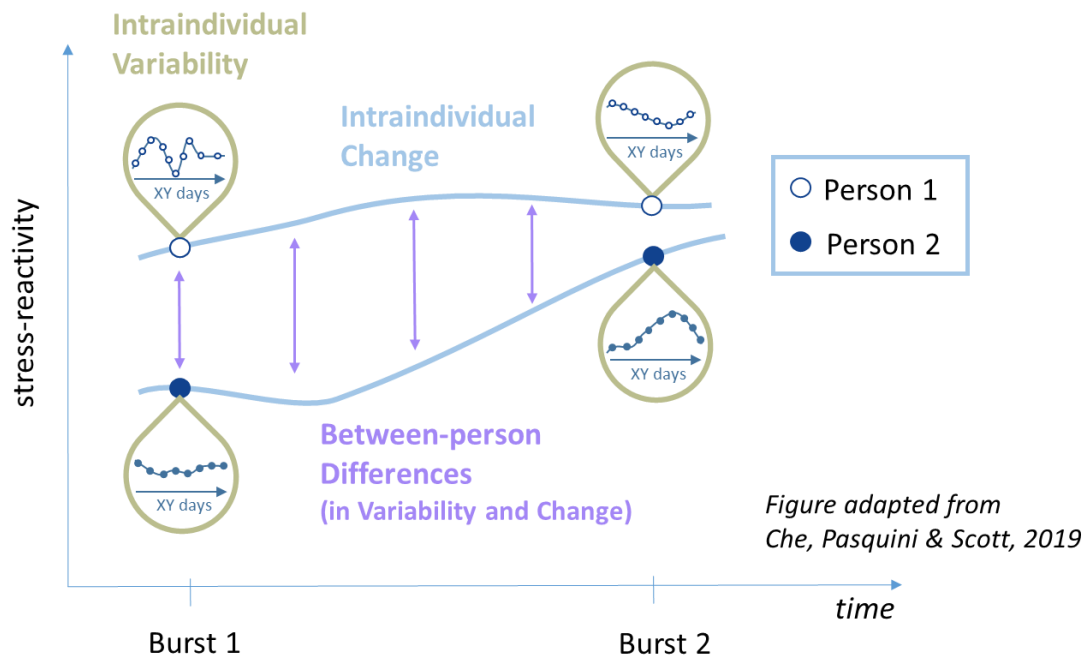 Intraindividual
Variability
Intraindividual
Change
XY days
XY days
Person 1
Person 2
stress-reactivity
XY days
XY days
Between-person
Differences
(in Variability and Change)
Figure adapted from
Che, Pasquini & Scott, 2019
time
Burst 1
Burst 2